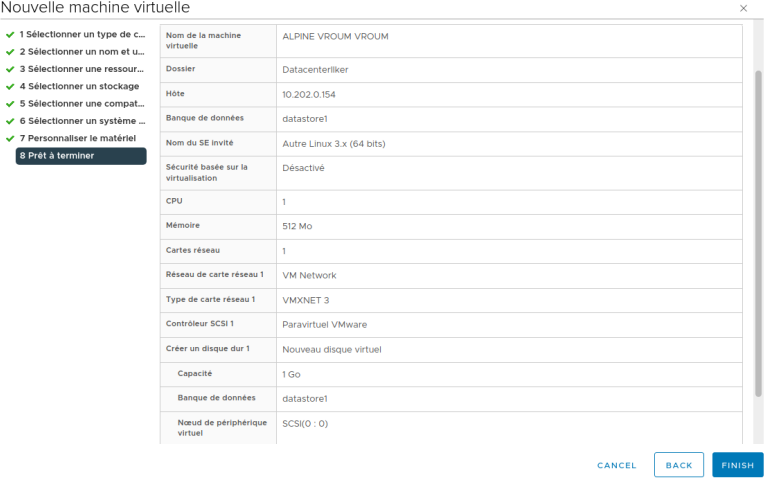 Nouvelle machine virtuelle
1 Sélectionner un type de c...
2 Sélectionner un nom et u...
3 Sélectionner une ressour...
4 Sélectionner un stockage
5 Sélectionner une compat...
6 Sélectionner un système ...
7 Personnaliser le matériel
8 Prêt à terminer
Nom de la machine
virtuelle
ALPINE VROUM VROUM
Dossier
Datacenterliker
Hôte
10.202.0.154
Banque de données
datastore1
Nom du SE invité
Autre Linux 3.x (64 bits)
Sécurité basée sur la
virtualisation
Désactivé
CPU
1
Mémoire
512 Mo
Cartes réseau
1
Réseau de carte réseau 1
VM Network
Type de carte réseau 1
VMXNET 3
Contrôleur SCSI 1
Paravirtuel VMware
Créer un disque dur 1
Nouveau disque virtuel
Capacité
1 Go
Banque de données
datastore1
Nœud de périphérique
virtuel
SCSI(0 : 0)
CANCEL
BACK
FINISH